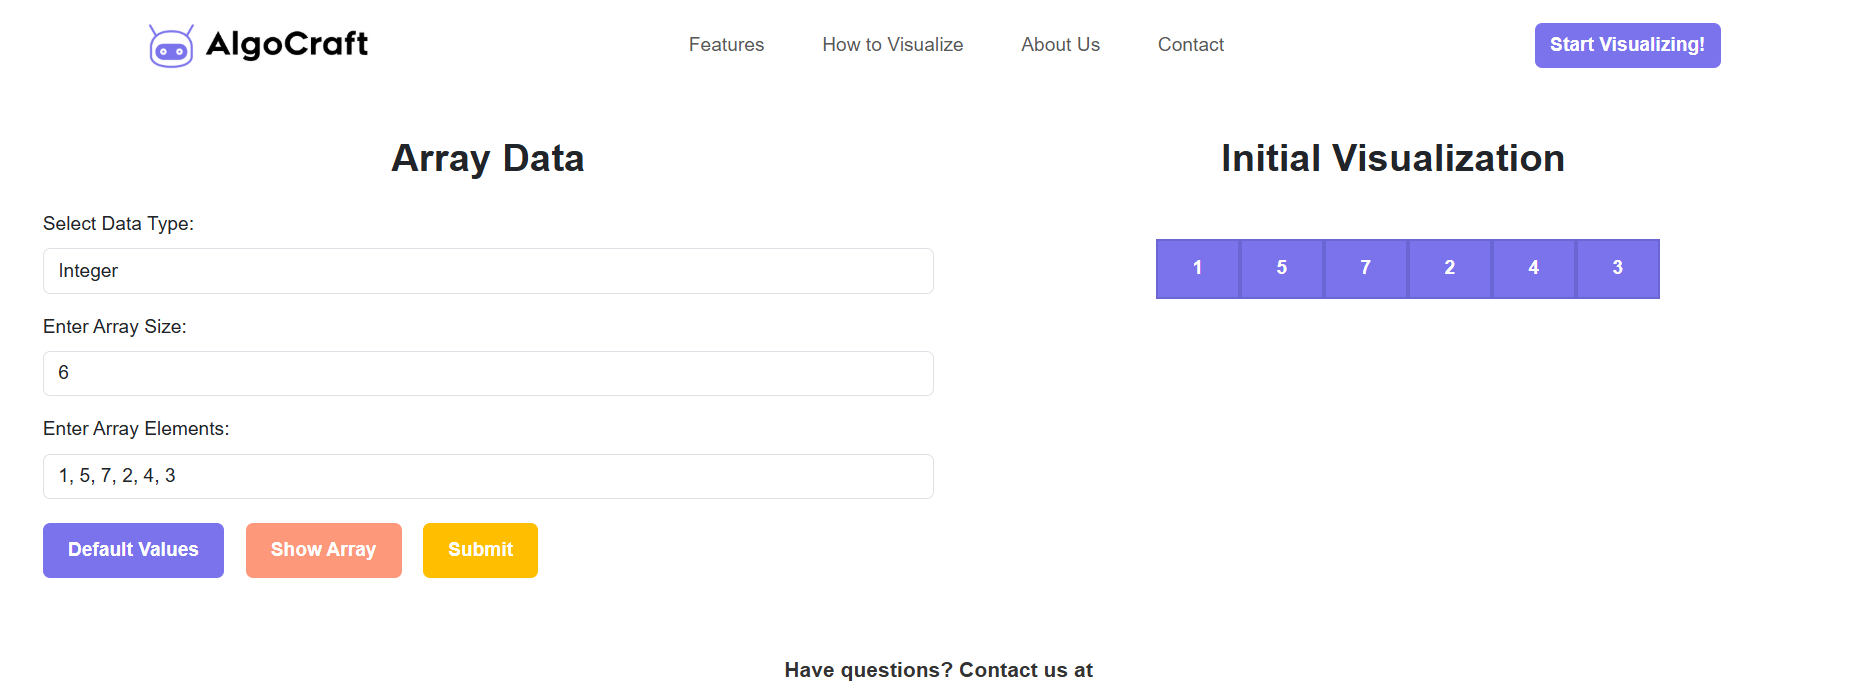 AlgoCraft
Features How to Visualize About Us Contact
Start Visualizing!
Array Data
Select Data Type:
Integer
Enter Array Size:
6
Enter Array Elements:
1, 5, 7, 2, 4, 3
Default Values Show Array Submit
Initial Visualization
1 5 7 2 4 3
Have questions? Contact us at